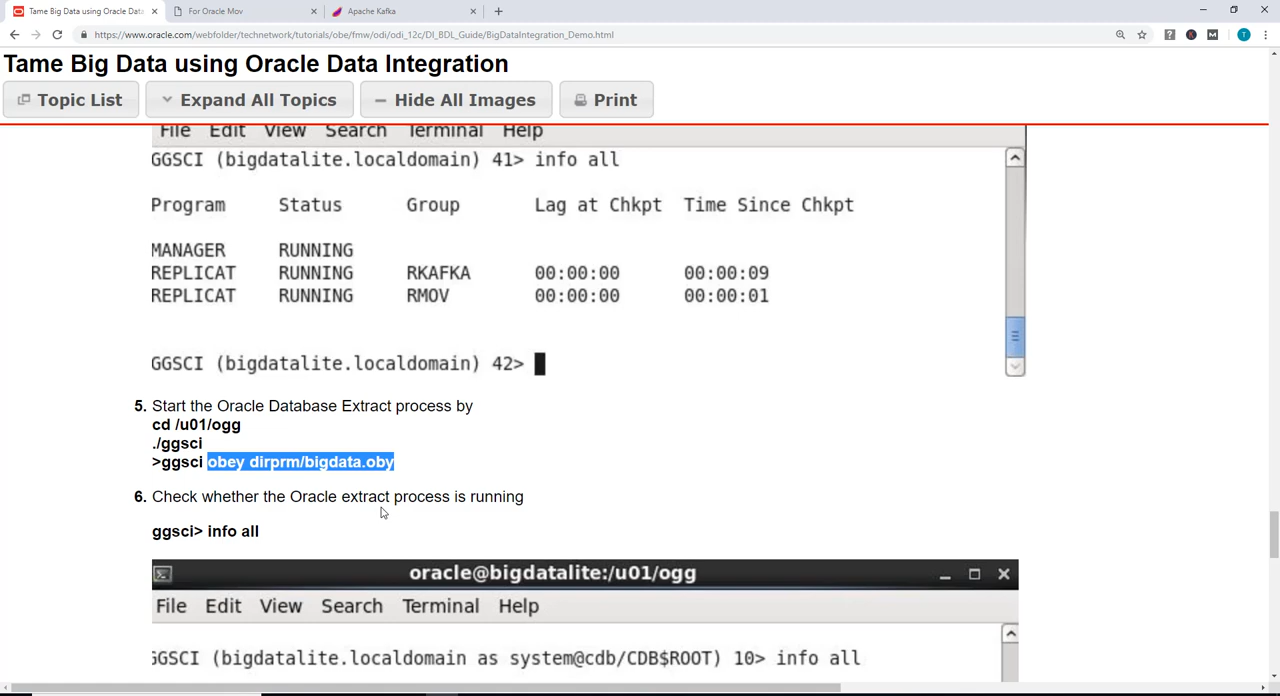 Tame Big Data using Oracle Data
For Oracle Mov
Apache Kafka
https://www.oracle.com/webfolder/technetwork/tutorials/obe/fmw/odi/odi_12c/DI_BDL_Guide/BigDataIntegration_Demo.html
T
Tame Big Data using Oracle Data Integration
Topic List
Expand All Topics
Hide All Images
Print
File Edit View Search Terminal Help
GGSCI (bigdatalite.localdomain) 41> info all
Program Status Group Lag at Chkpt Time Since Chkpt
MANAGER RUNNING
REPLICAT RUNNING RKAFKA 00:00:00 00:00:09
REPLICAT RUNNING RMOV 00:00:00 00:00:01
GGSCI (bigdatalite.localdomain) 42>
5. Start the Oracle Database Extract process by
cd /u01/ogg
./ggsci
>ggsci obey dirprm/bigdata.oby
6. Check whether the Oracle extract process is running
ggsci> info all
oracle@bigdatalite:/u01/ogg
File Edit View Search Terminal Help
GGSCI (bigdatalite.localdomain as system@cdb/CDB$ROOT) 10> info all